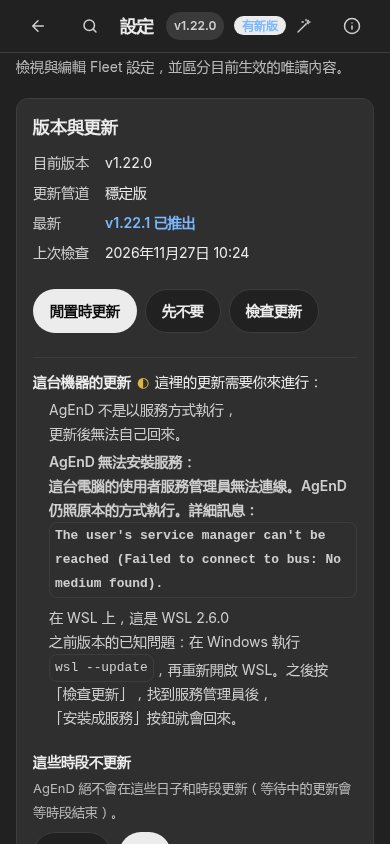 設定 v1.22.0 有新版
檢視與編輯 Fleet 設定，並區分目前生效的唯讀內容。
版本與更新
目前版本 v1.22.0
更新管道 穩定版
最新 v1.22.1 已推出
上次檢查 2026年11月27日 10:24
閒置時更新 先不要 檢查更新
這台機器的更新 這裡的更新需要你來進行：
AgEnD 不是以服務方式執行，
更新後無法自己回來。
AgEnD 無法安裝服務：
這台電腦的使用者服務管理員無法連線。AgEnD
仍照原本的方式執行。詳細訊息：
The user's service manager can't be
reached (Failed to connect to bus: No
medium found).
在 WSL 上，這是 WSL 2.6.0
之前版本的已知問題：在 Windows 執行
wsl --update，再重新開啟 WSL。之後按
「檢查更新」，找到服務管理員後，
「安裝成服務」按鈕就會回來。
這些時段不更新
AgEnD 絕不會在這些日子和時段更新（等待中的更新會
等時段結束）。